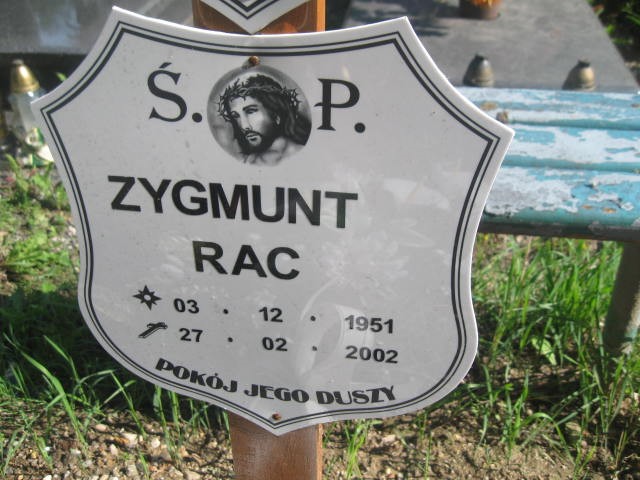 Ś. P.
ZYGMUNT
RAC
03 · 12 · 1951
27 · 02 · 2002
POKÓJ JEGO DUSZY